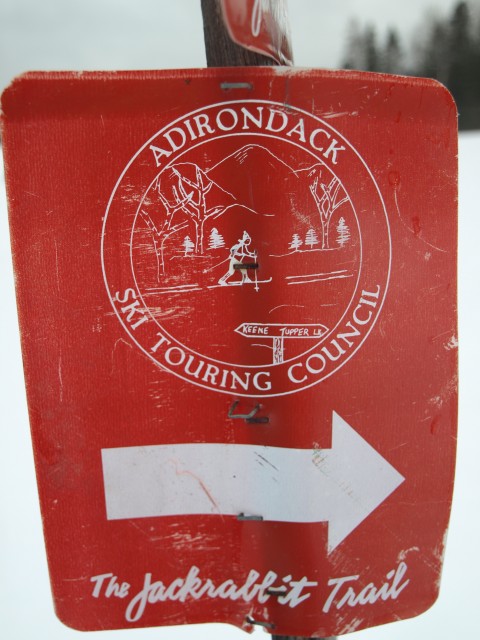 ADIRONDACK
KEENE TUPPER LK
SKI TOURING COUNCIL
The Jackrabbit Trail